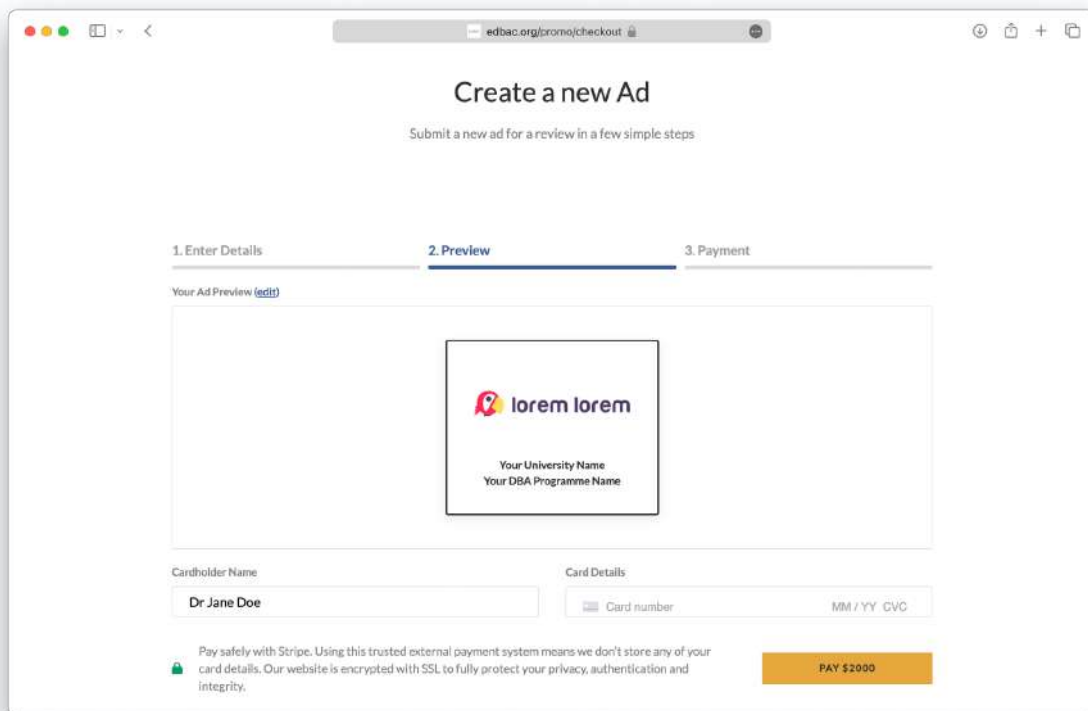 edbac.org/promo/checkout
Create a new Ad
Submit a new ad for a review in a few simple steps
1. Enter Details
2. Preview
3. Payment
Your Ad Preview (edit)
lorem lorem
Your University Name
Your DBA Programme Name
Cardholder Name
Card Details
Dr Jane Doe
Card number
MM / YY CVC
Pay safely with Stripe. Using this trusted external payment system means we don't store any of your
card details. Our website is encrypted with SSL to fully protect your privacy, authentication and
integrity.
PAY $2000